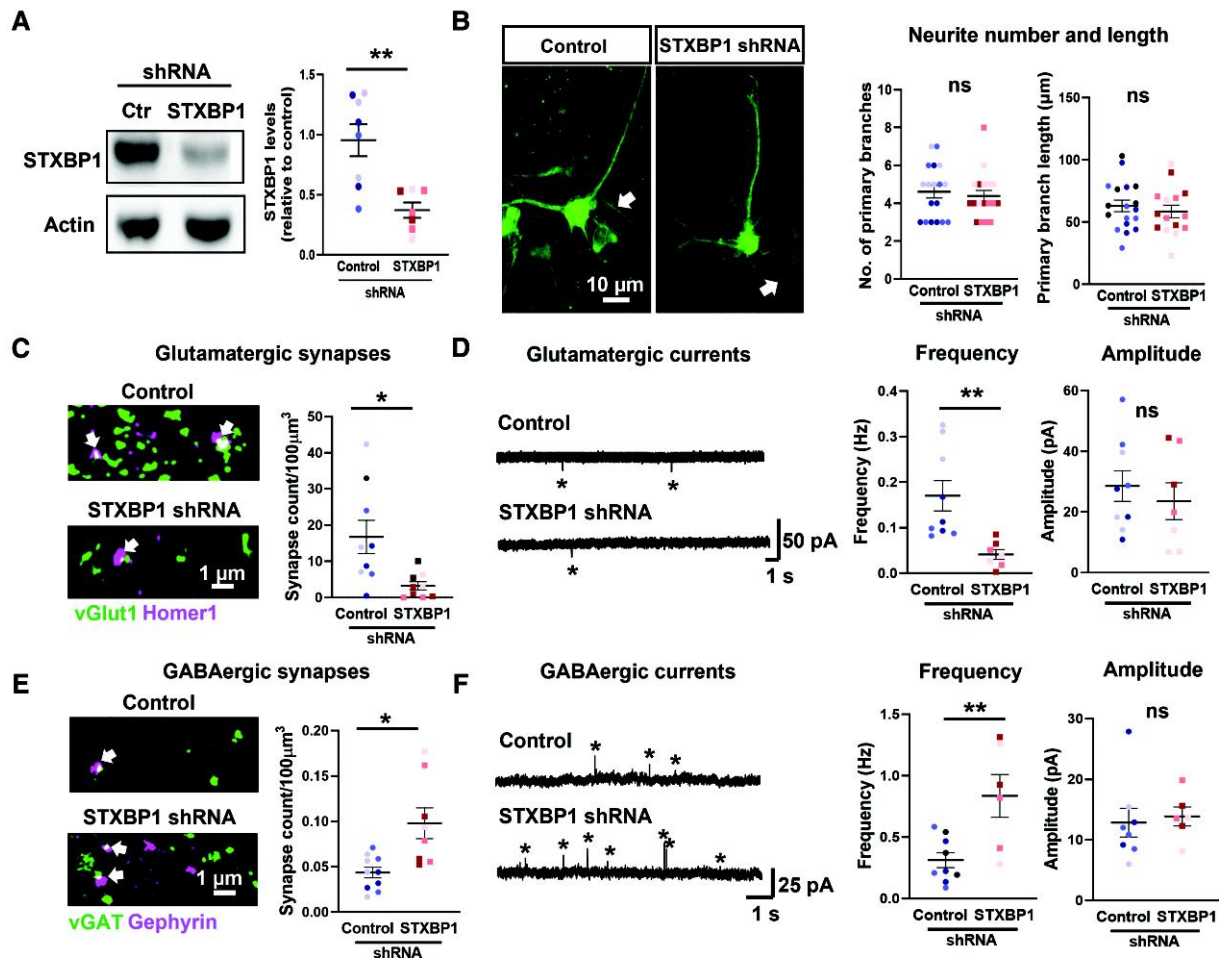 A
shRNA
Ctr STXBP1
STXBP1
Actin
**
STXBP1 levels
(relative to control)
1.5
1.0
0.5
0.0
Control STXBP1
shRNA
B
Control
STXBP1 shRNA
10 µm
Neurite number and length
ns
No. of primary branches
10
8
6
4
2
0
Control STXBP1
shRNA
ns
Primary branch length (µm)
150
100
50
0
Control STXBP1
shRNA
C
Glutamatergic synapses
Control
STXBP1 shRNA
1 µm
vGlut1 Homer1
*
Synapse count/100µm³
50
40
30
20
10
0
Control STXBP1
shRNA
D
Glutamatergic currents
Control
* *
STXBP1 shRNA
*
50 pA
1 s
Frequency
**
Frequency (Hz)
0.4
0.3
0.2
0.1
0.0
Control STXBP1
shRNA
Amplitude
ns
Amplitude (pA)
60
40
20
0
Control STXBP1
shRNA
E
GABAergic synapses
Control
STXBP1 shRNA
1 µm
vGAT Gephyrin
*
Synapse count/100µm³
0.20
0.15
0.10
0.05
0.00
Control STXBP1
shRNA
F
GABAergic currents
Control
* * *
STXBP1 shRNA
* * * * * * *
25 pA
1 s
Frequency
**
Frequency (Hz)
1.5
1.0
0.5
0.0
Control STXBP1
shRNA
Amplitude
ns
Amplitude (pA)
30
20
10
0
Control STXBP1
shRNA